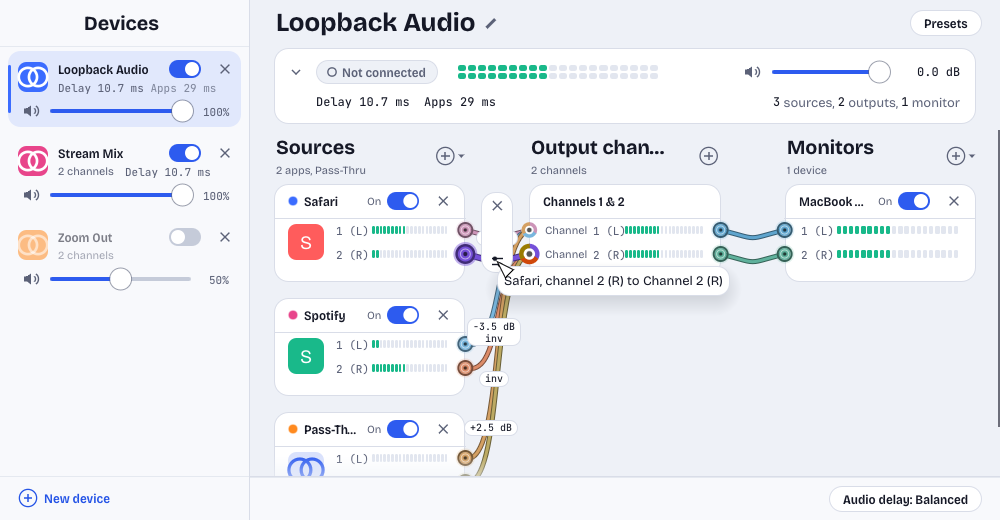 Devices
Loopback Audio
Delay 10.7 ms Apps 29 ms
100%
Stream Mix
2 channels Delay 10.7 ms
100%
Zoom Out
2 channels
50%
New device
Loopback Audio
Presets
Not connected
0.0 dB
Delay 10.7 ms Apps 29 ms
3 sources, 2 outputs, 1 monitor
Sources
2 apps, Pass-Thru
Safari On
S
1 (L)
2 (R)
Spotify On
S
1 (L)
2 (R)
Pass-Th... On
1 (L)
-3.5 dB
inv
inv
+2.5 dB
Output chan...
2 channels
Channels 1 & 2
Channel 1 (L)
Channel 2 (R)
Safari, channel 2 (R) to Channel 2 (R)
Monitors
1 device
MacBook ... On
1 (L)
2 (R)
Audio delay: Balanced